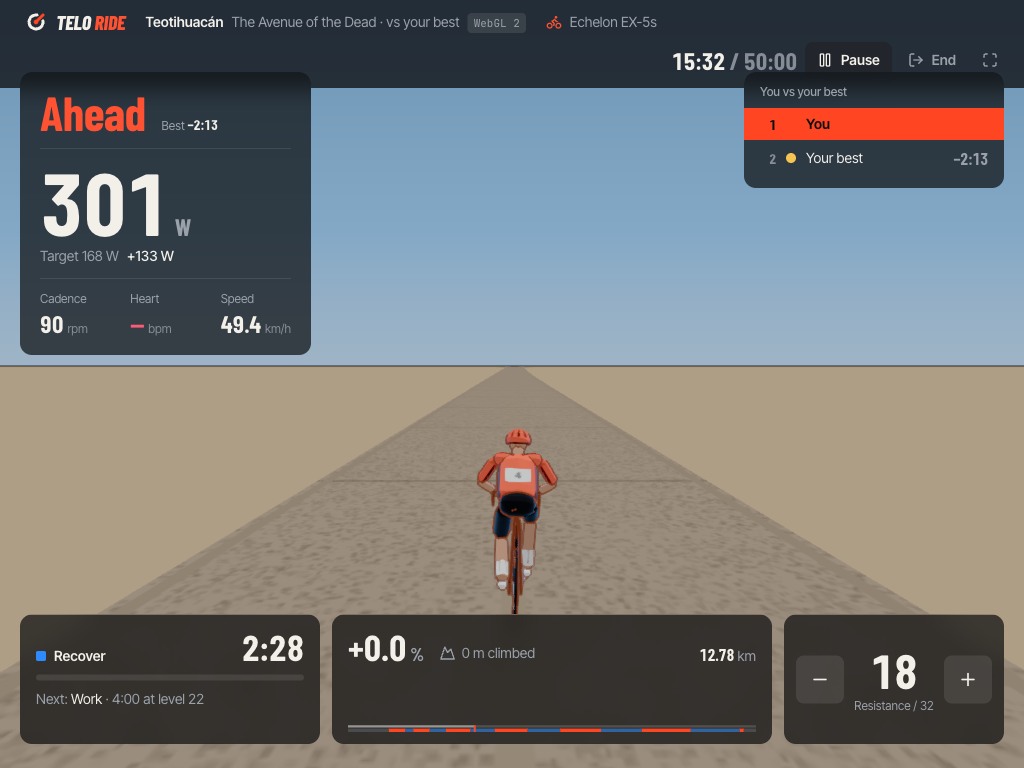 TELO RIDE Teotihuacán The Avenue of the Dead · vs your best WebGL 2 Echelon EX-5s
15:32 / 50:00 Pause End
Ahead Best −2:13
301 W
Target 168 W +133 W
Cadence Heart Speed
90 rpm – bpm 49.4 km/h
You vs your best
1 You
2 Your best −2:13
4
Recover 2:28
Next: Work · 4:00 at level 22
+0.0 % 0 m climbed 12.78 km
− 18 +
Resistance / 32